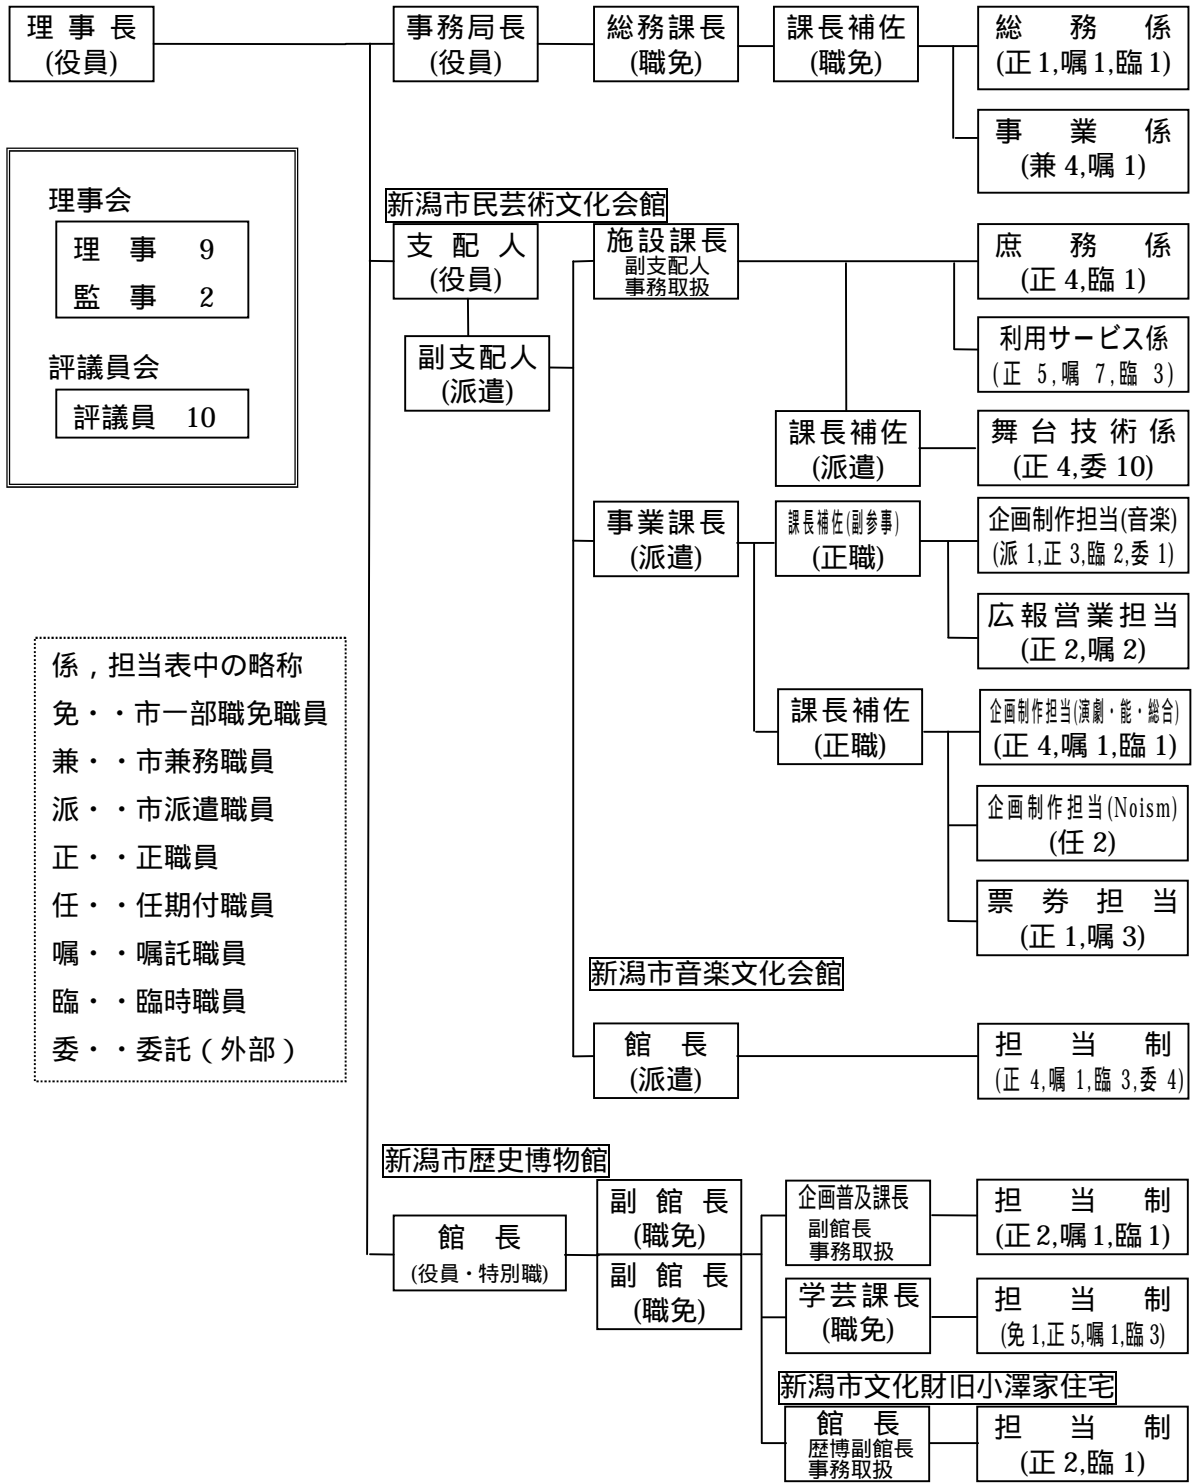 理事長
(役員)
事務局長
(役員)
総務課長
(職免)
課長補佐
(職免)
総務係
(正1,嘱1,臨1)
事業係
(兼4,嘱1)
理事会
理事 9
監事 2
評議員会
評議員 10
新潟市民芸術文化会館
支配人
(役員)
副支配人
(派遣)
施設課長
副支配人
事務取扱
庶務係
(正4,臨1)
利用サービス係
(正 5,嘱 7,臨 3)
課長補佐
(派遣)
舞台技術係
(正4,委10)
事業課長
(派遣)
課長補佐(副参事)
(正職)
企画制作担当(音楽)
(派1,正3,臨2,委1)
広報営業担当
(正2,嘱2)
課長補佐
(正職)
企画制作担当(演劇・能・総合)
(正4,嘱1,臨1)
企画制作担当(Noism)
(任2)
票券担当
(正1,嘱3)
係，担当表中の略称
免・・市一部職免職員
兼・・市兼務職員
派・・市派遣職員
正・・正職員
任・・任期付職員
嘱・・嘱託職員
臨・・臨時職員
委・・委託（外部）
新潟市音楽文化会館
館長
(派遣)
担当制
(正 4,嘱 1,臨 3,委 4)
新潟市歴史博物館
館長
(役員・特別職)
副館長
(職免)
副館長
(職免)
企画普及課長
副館長
事務取扱
担当制
(正2,嘱1,臨1)
学芸課長
(職免)
担当制
(免1,正5,嘱1,臨3)
新潟市文化財旧小澤家住宅
館長
歴博副館長
事務取扱
担当制
(正2,臨1)